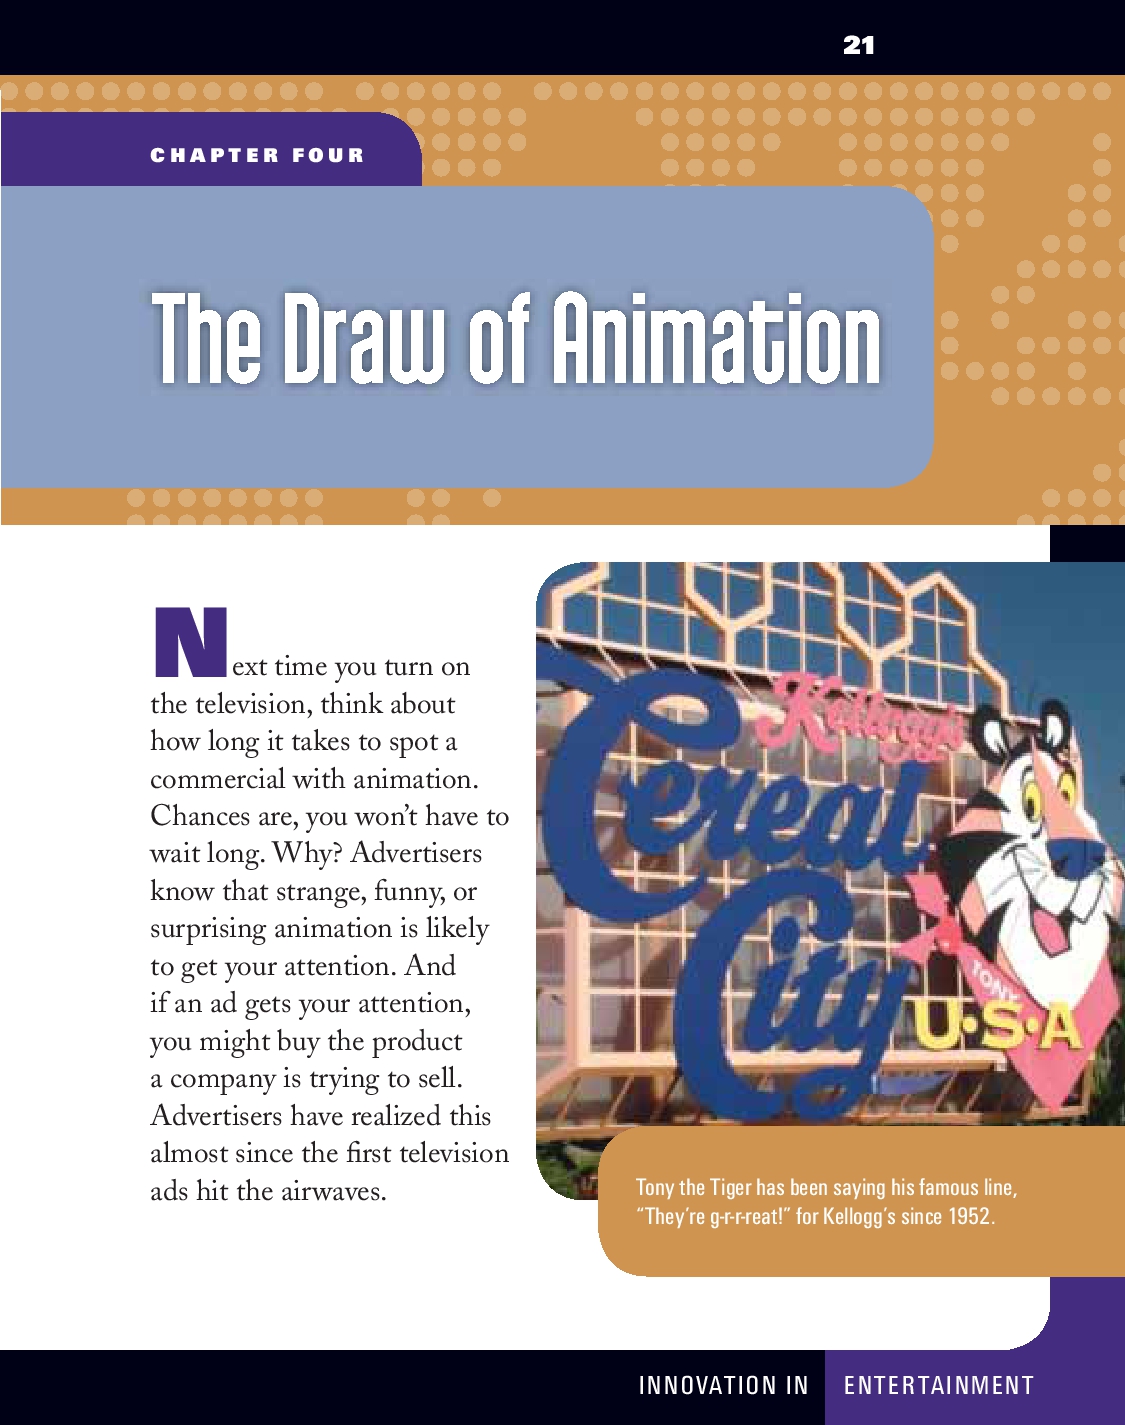 21
CHAPTER FOUR
The Draw of Animation
Next time you turn on
the television, think about
how long it takes to spot a
commercial with animation.
Chances are, you won’t have to
wait long. Why? Advertisers
know that strange, funny, or
surprising animation is likely
to get your attention. And
if an ad gets your attention,
you might buy the product
a company is trying to sell.
Advertisers have realized this
almost since the first television
ads hit the airwaves.
Kellogg's
Cereal
City
TONY
U·S·A
Tony the Tiger has been saying his famous line,
“They’re g-r-r-reat!” for Kellogg’s since 1952.
INNOVATION IN ENTERTAINMENT